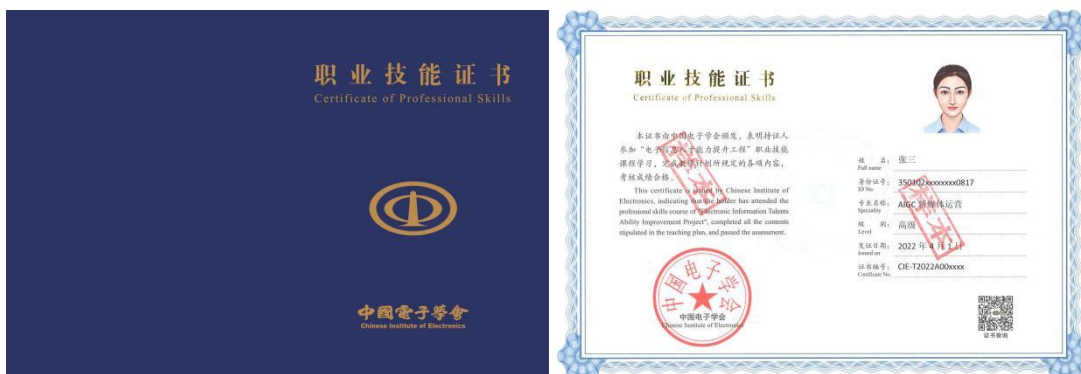 职业技能证书
Certificate of Professional Skills
中國電子學會
Chinese Institute of Electronics
职业技能证书
Certificate of Professional Skills
本证书由中国电子学会颁发，表明持证人
参加“电子信息人才能力提升工程”职业技能
课程学习，完成教学计划所规定的各项内容，
考核成绩合格。
This certificate is issued by Chinese Institute of
Electronics, indicating that the holder has attended the
professional skills course of "Electronic Information Talents
Ability Improvement Project", completed all the contents
stipulated in the teaching plan, and passed the assessment.
样本
中国电子学会
中国电子学会
Chinese Institute of Electronics
姓 名： 张三
Full name
身份证号： 350102xxxxxxxx0817
ID No.
专业名称： AIGC 新媒体运营
Speciality
级 别： 高级
Level
发证日期： 2022 年 4 月 1 日
Issued on
证书编号： CIE-T2022A00xxxx
Certificate No.
样本
证书查询